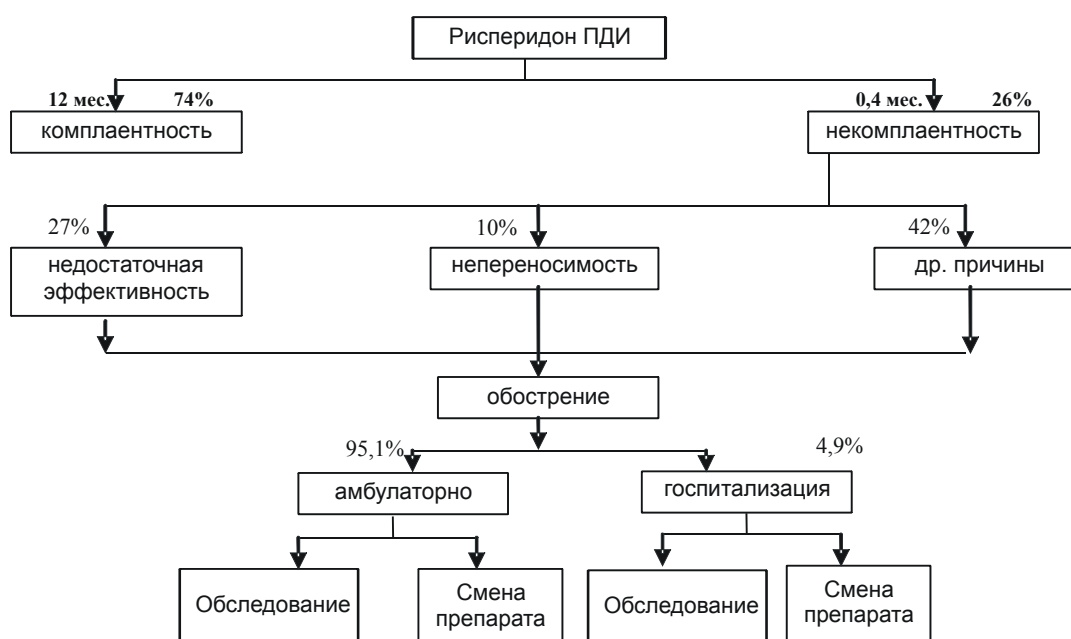 Рисперидон ПДИ
12 мес. 74%
комплаентность
0,4 мес. 26%
некомплаентность
27%
недостаточная
эффективность
10%
непереносимость
42%
др. причины
обострение
95,1%
амбулаторно
4,9%
госпитализация
Обследование
Смена
препарата
Обследование
Смена
препарата